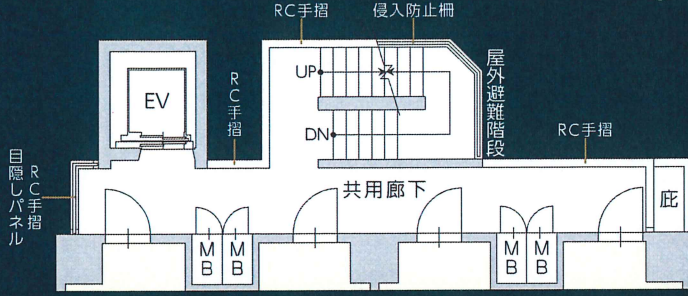 RC手摺
侵入防止柵
UP
EV
RC手摺
屋外避難階段
DN
RC手摺
RC手摺
目隠しパネル
共用廊下
庇
MB
MB
MB
MB